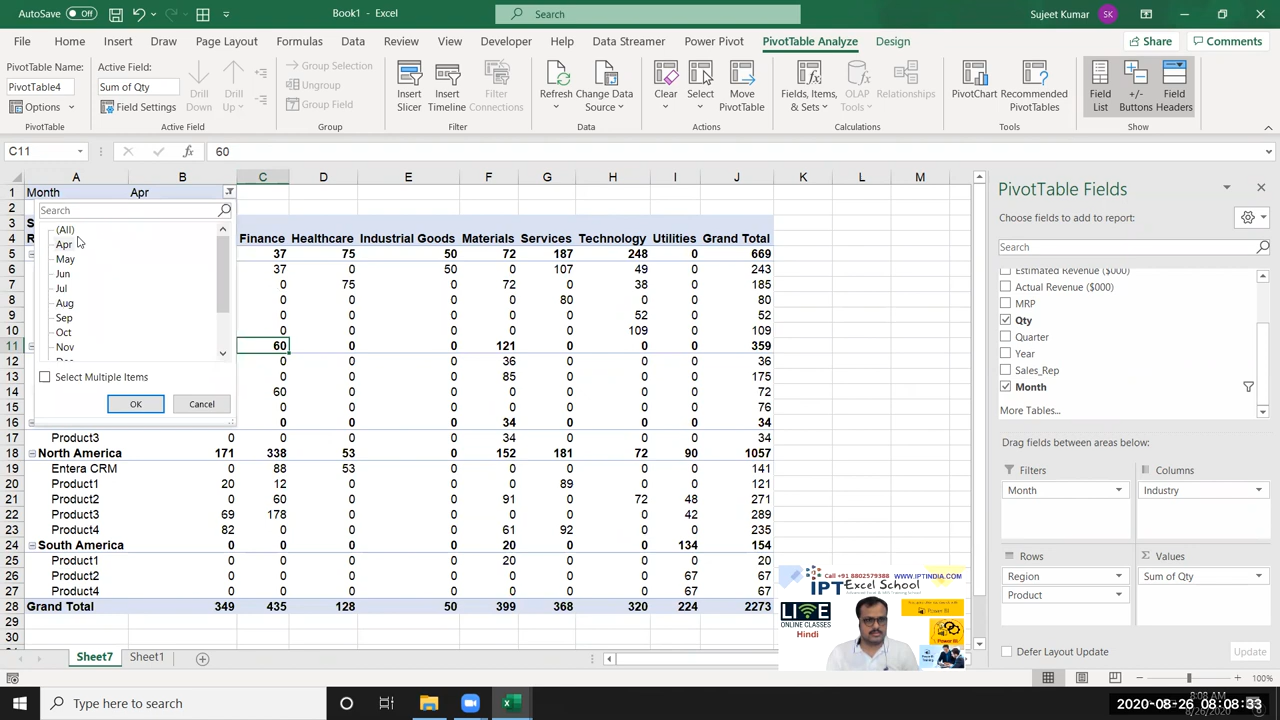 AutoSave Off Book1 - Excel Search Sujeet Kumar SK
File Home Insert Draw Page Layout Formulas Data Review View Developer Help Data Streamer Power Pivot PivotTable Analyze Design Share Comments
PivotTable Name:
PivotTable4
Options
PivotTable
Active Field:
Sum of Qty
Field Settings
Drill Down
Drill Up
Active Field
Group Selection
Ungroup
Group Field
Group
Insert Slicer
Insert Timeline
Filter Connections
Filter
Refresh
Change Data Source
Data
Clear
Select
Move PivotTable
Actions
Fields, Items, & Sets
OLAP Tools
Relationships
Calculations
PivotChart
Recommended PivotTables
Tools
Field List
+/- Buttons
Field Headers
Show
C11 fx 60
A B C D E F G H I J K L M
1 Month Apr
2
3 S
4 R Finance Healthcare Industrial Goods Materials Services Technology Utilities Grand Total
5 37 75 50 72 187 248 0 669
6 37 0 50 0 107 49 0 243
7 0 75 0 72 0 38 0 185
8 0 0 0 0 80 0 0 80
9 0 0 0 0 0 52 0 52
10 0 0 0 0 0 109 0 109
11 60 0 0 121 0 0 0 359
12 0 0 0 36 0 0 0 36
13 0 0 0 85 0 0 0 175
14 60 0 0 0 0 0 0 72
15 0 0 0 0 0 0 0 76
16 0 0 0 34 0 0 0 34
17 Product3 0 0 0 0 34 0 0 0 34
18 North America 171 338 53 0 152 181 72 90 1057
19 Entera CRM 0 88 53 0 0 0 0 0 141
20 Product1 20 12 0 0 0 89 0 0 121
21 Product2 0 60 0 0 91 0 72 48 271
22 Product3 69 178 0 0 0 0 0 42 289
23 Product4 82 0 0 0 61 92 0 0 235
24 South America 0 0 0 0 20 0 0 134 154
25 Product1 0 0 0 0 20 0 0 0 20
26 Product2 0 0 0 0 0 0 0 67 67
27 Product4 0 0 0 0 0 0 0 67 67
28 Grand Total 349 435 128 50 399 368 320 224 2273
29
30
Search
(All)
Apr
May
Jun
Jul
Aug
Sep
Oct
Nov
Select Multiple Items
OK Cancel
PivotTable Fields
Choose fields to add to report:
Search
Estimated Revenue ($000)
Actual Revenue ($000)
MRP
Qty
Quarter
Year
Sales_Rep
Month
More Tables...
Drag fields between areas below:
Filters
Month
Columns
Industry
Rows
Region
Product
Values
Sum of Qty
Defer Layout Update Update
Call +91 8802579388 WWW.IPTINDIA.COM
IPT Excel School
LIVE
ONLINE CLASSES
Hindi
Power BI
Power BI
Sheet7 Sheet1
100%
Type here to search
2020-08-26 08:08:33